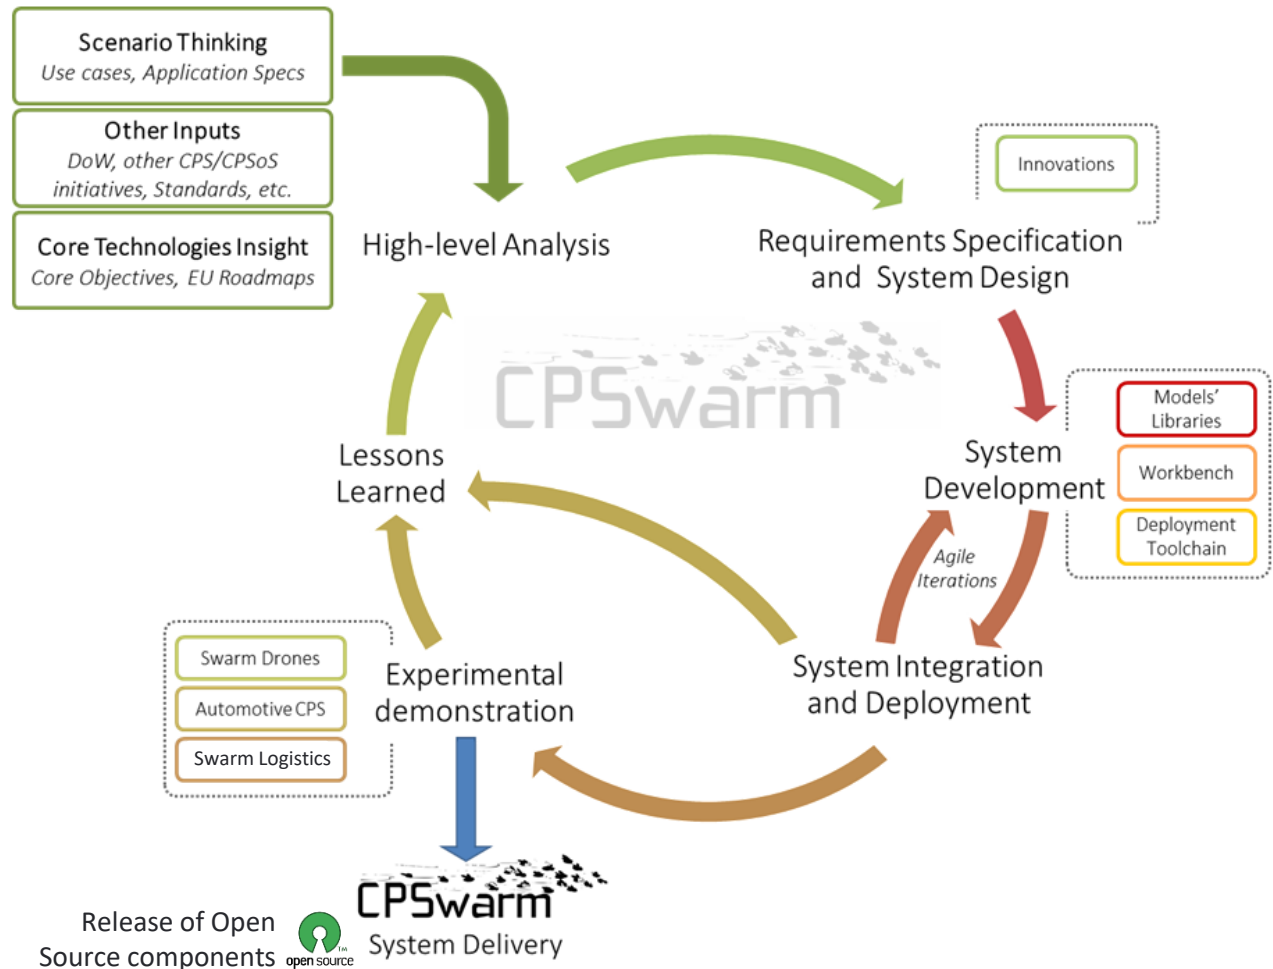 Scenario Thinking
Use cases, Application Specs
Other Inputs
DoW, other CPS/CPSoS
initiatives, Standards, etc.
Core Technologies Insight
Core Objectives, EU Roadmaps
High-level Analysis
Innovations
Requirements Specification
and System Design
CPSwarm
Models'
Libraries
Workbench
Deployment
Toolchain
System
Development
Lessons
Learned
Agile
Iterations
Swarm Drones
Automotive CPS
Swarm Logistics
Experimental
demonstration
System Integration
and Deployment
CPSwarm
System Delivery
Release of Open
Source components
open source
TM